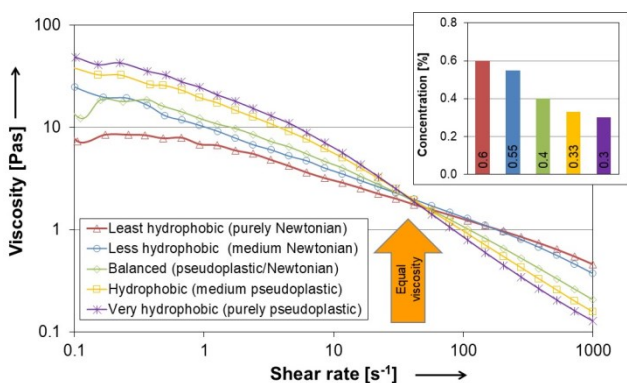 100
10
1
0.1
Viscosity [Pas]
0.1
1
10
100
1000
Shear rate [s⁻¹]
Least hydrophobic (purely Newtonian)
Less hydrophobic (medium Newtonian)
Balanced (pseudoplastic/Newtonian)
Hydrophobic (medium pseudoplastic)
Very hydrophobic (purely pseudoplastic)
Equal
viscosity
Concentration [%]
0.8
0.6
0.4
0.2
0.0
0.6
0.55
0.4
0.33
0.3